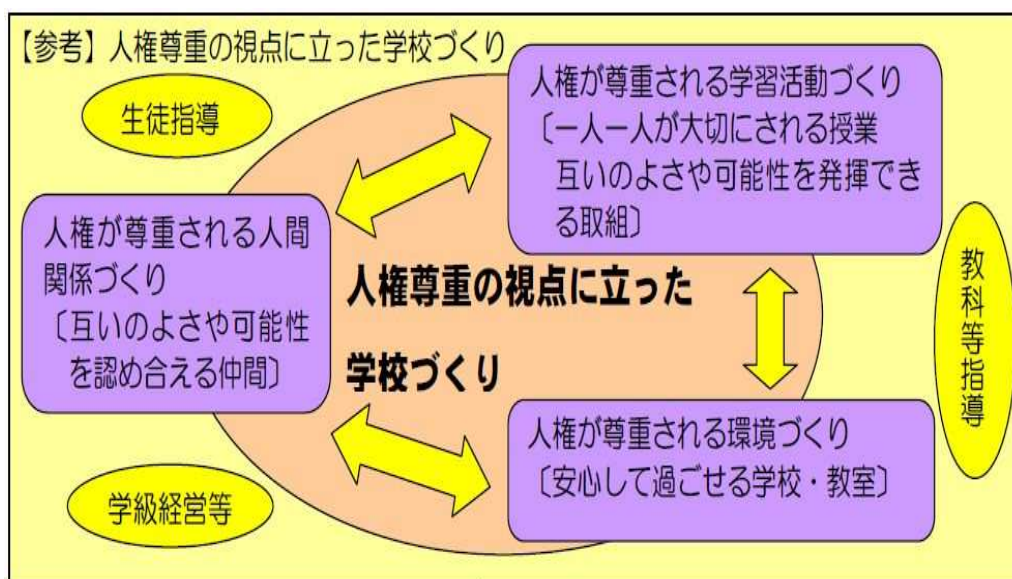 【参考】人権尊重の視点に立った学校づくり
生徒指導
人権が尊重される学習活動づくり
〔一人一人が大切にされる授業
互いのよさや可能性を発揮でき
る取組〕
人権が尊重される人間
関係づくり
〔互いのよさや可能性
を認め合える仲間〕
人権尊重の視点に立った
学校づくり
教科等指導
人権が尊重される環境づくり
〔安心して過ごせる学校・教室〕
学級経営等